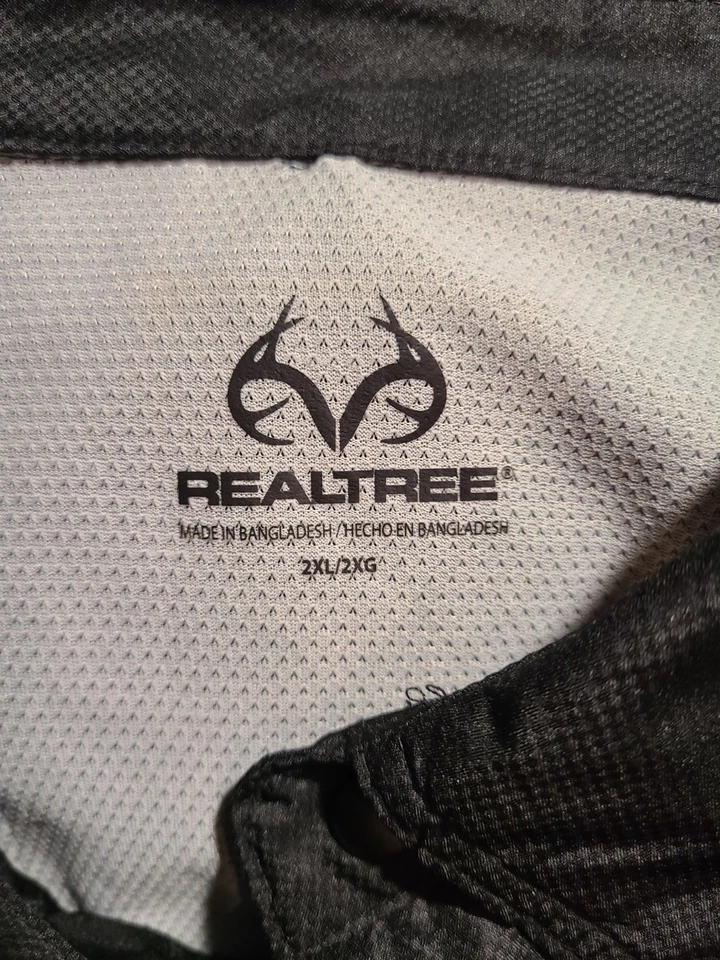 REALTREE®
MADE IN BANGLADESH / HECHO EN BANGLADESH
2XL/2XG